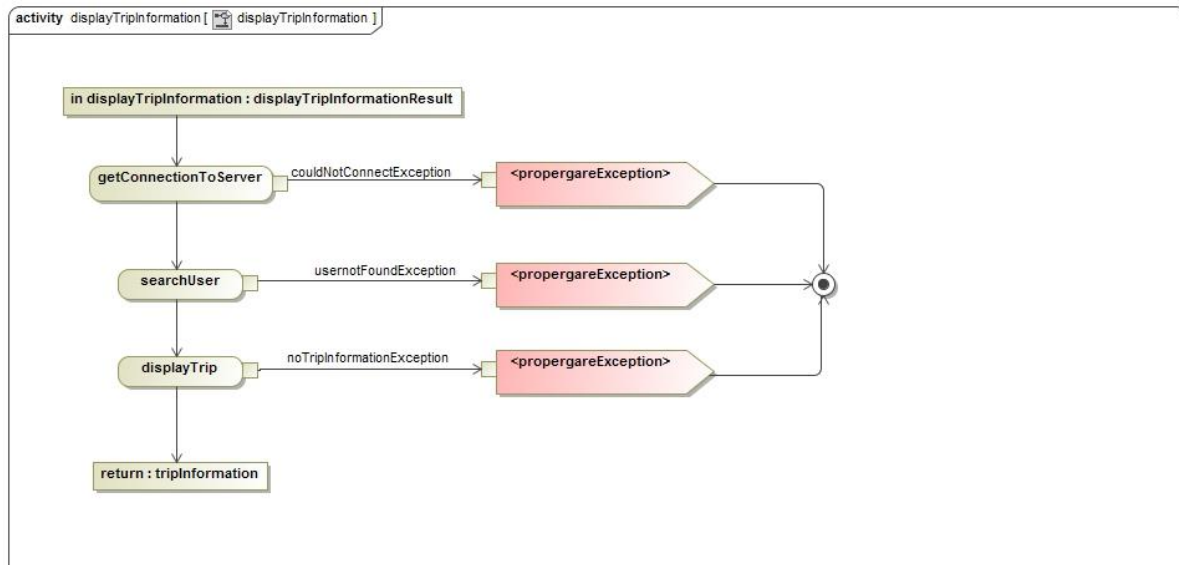 activity displayTripInformation [ displayTripInformation ]
in displayTripInformation : displayTripInformationResult
getConnectionToServer
couldNotConnectException
<propergareException>
searchUser
usernotFoundException
<propergareException>
displayTrip
noTripInformationException
<propergareException>
return : tripInformation